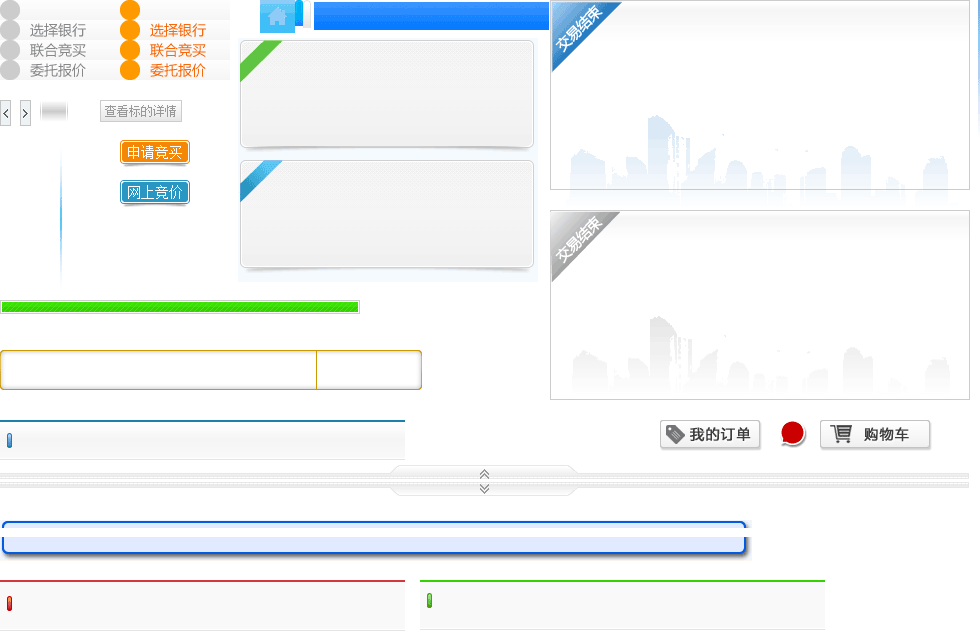 选择银行 选择银行
联合竞买 联合竞买
委托报价 委托报价
查看标的详情
申请竞买
网上竞价
交易结束
交易结束
我的订单
购物车